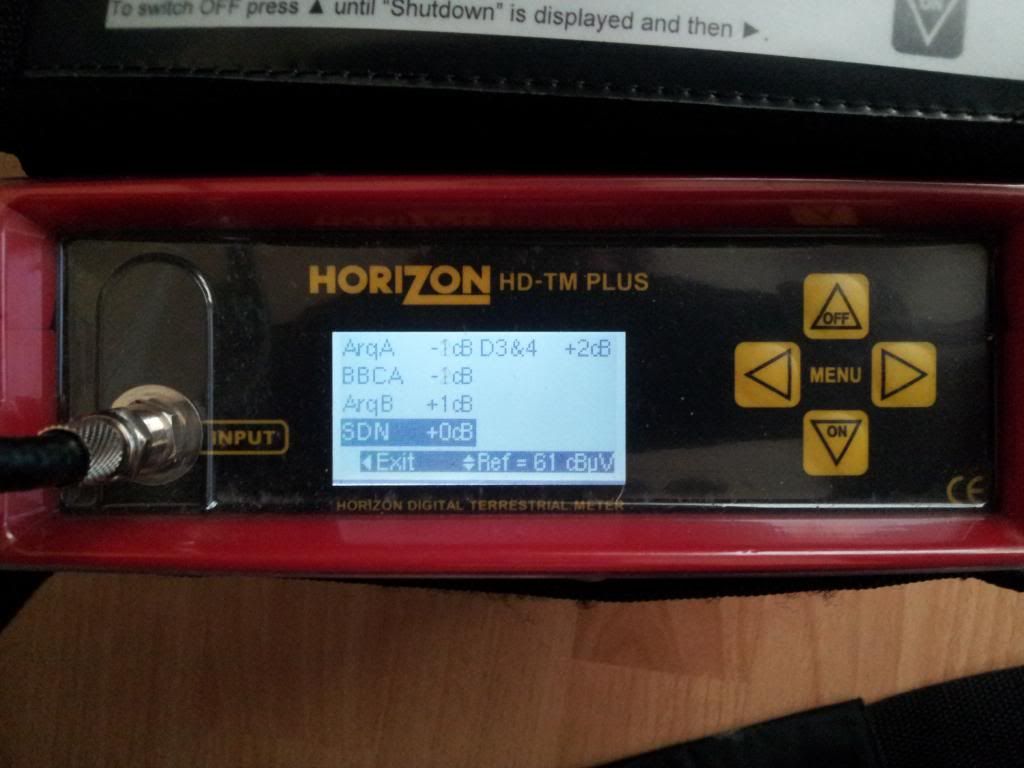 To switch OFF press ▲ until "Shutdown" is displayed and then ►.
ON
HORIZON HD-TM PLUS
ArqA -1dB D3&4 +2dB
BBCA -1dB
ArqB +1dB
SDN +0dB
◄Exit ♦Ref = 61 dBµV
HORIZON DIGITAL TERRESTRIAL METER
INPUT
OFF
MENU
ON
CE